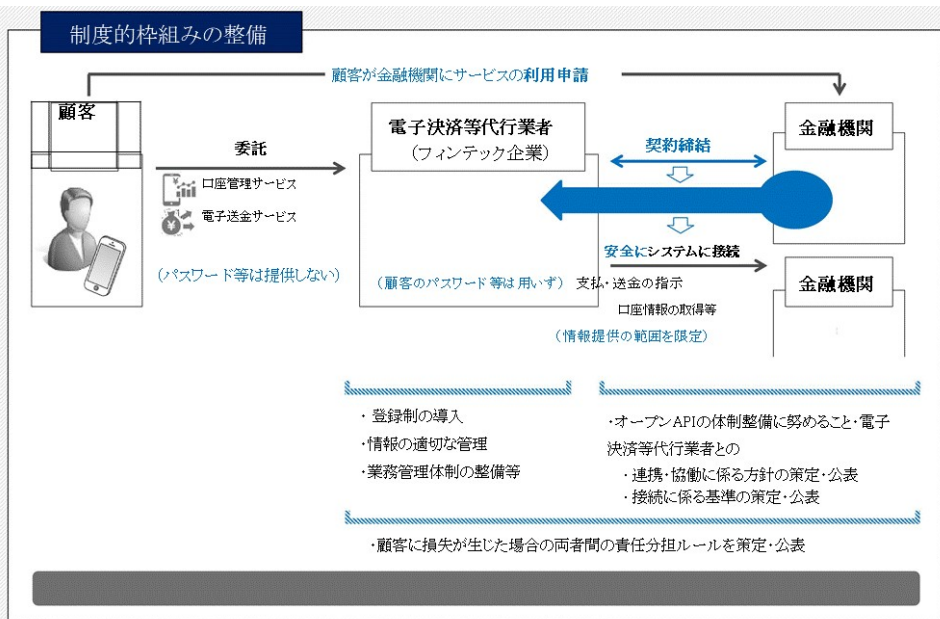 制度的枠組みの整備
顧客が金融機関にサービスの利用申請
顧客
電子決済等代行業者
(フィンテック企業)
金融機関
委託
口座管理サービス
電子送金サービス
(パスワード等は提供しない)
契約締結
安全にシステムに接続
(顧客のパスワード等は用いず)
支払・送金の指示
口座情報の取得等
(情報提供の範囲を限定)
金融機関
・登録制の導入
・情報の適切な管理
・業務管理体制の整備等
・オープンAPIの体制整備に努めること・電子
決済等代行業者との
・連携・協働に係る方針の策定・公表
・接続に係る基準の策定・公表
・顧客に損失が生じた場合の両者間の責任分担ルールを策定・公表